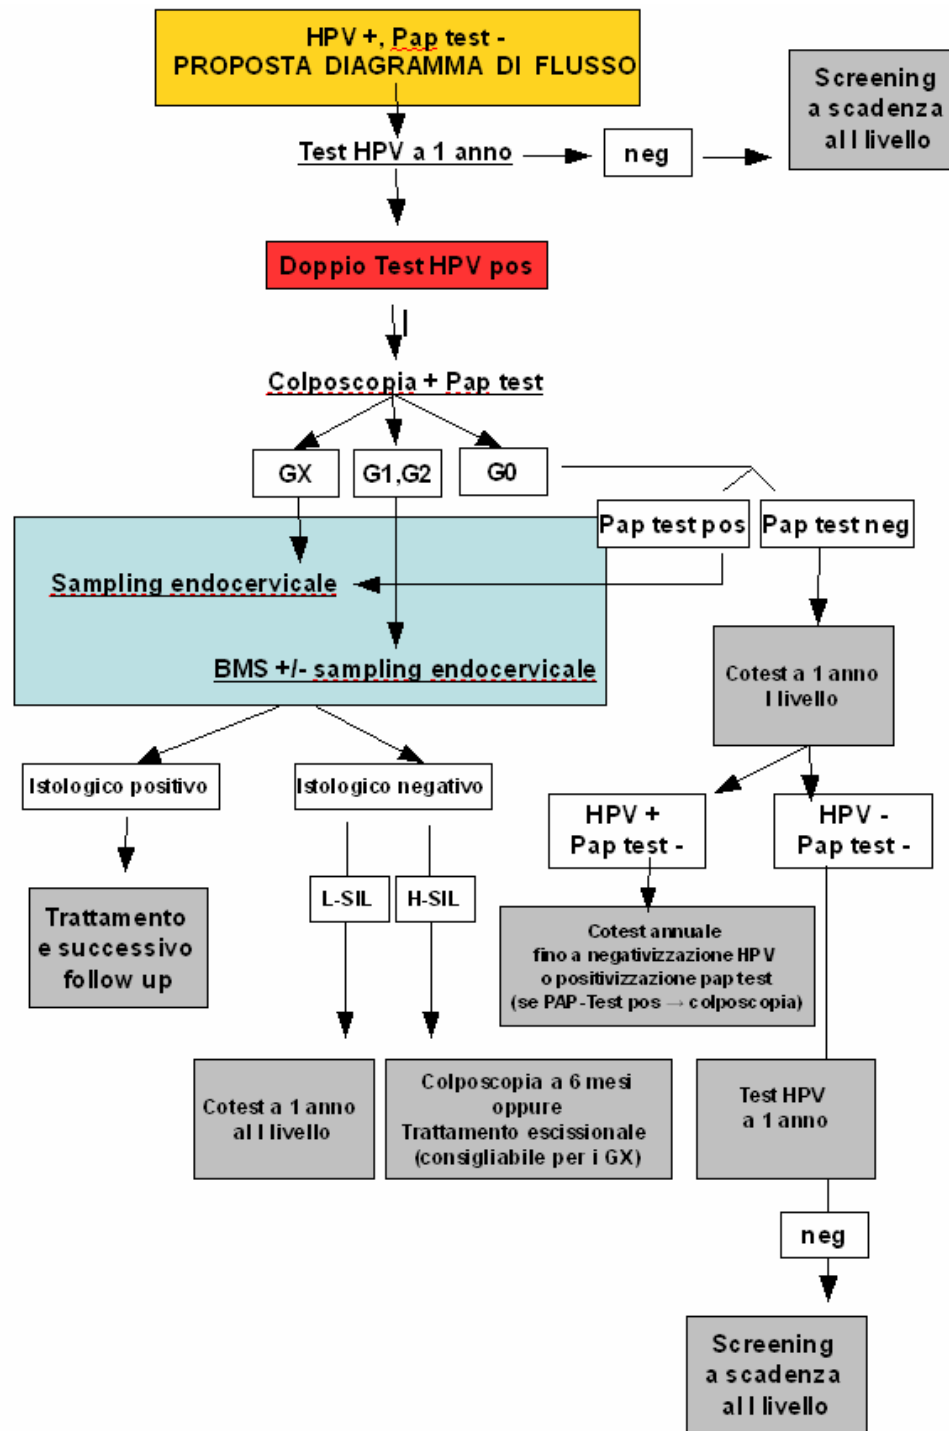 HPV +, Pap test -
PROPOSTA DIAGRAMMA DI FLUSSO
Screening
a scadenza
al I livello
Test HPV a 1 anno
neg
Doppio Test HPV pos
Colposcopia + Pap test
GX
G1,G2
G0
Pap test pos
Pap test neg
Sampling endocervicale
BMS +/- sampling endocervicale
Cotest a 1 anno
I livello
Istologico positivo
Istologico negativo
HPV +
Pap test -
HPV -
Pap test -
L-SIL
H-SIL
Trattamento
e successivo
follow up
Cotest annuale
fino a negativizzazione HPV
o positivizzazione pap test
(se PAP-Test pos → colposcopia)
Cotest a 1 anno
al I livello
Colposcopia a 6 mesi
oppure
Trattamento escissionale
(consigliabile per i GX)
Test HPV
a 1 anno
neg
Screening
a scadenza
al I livello